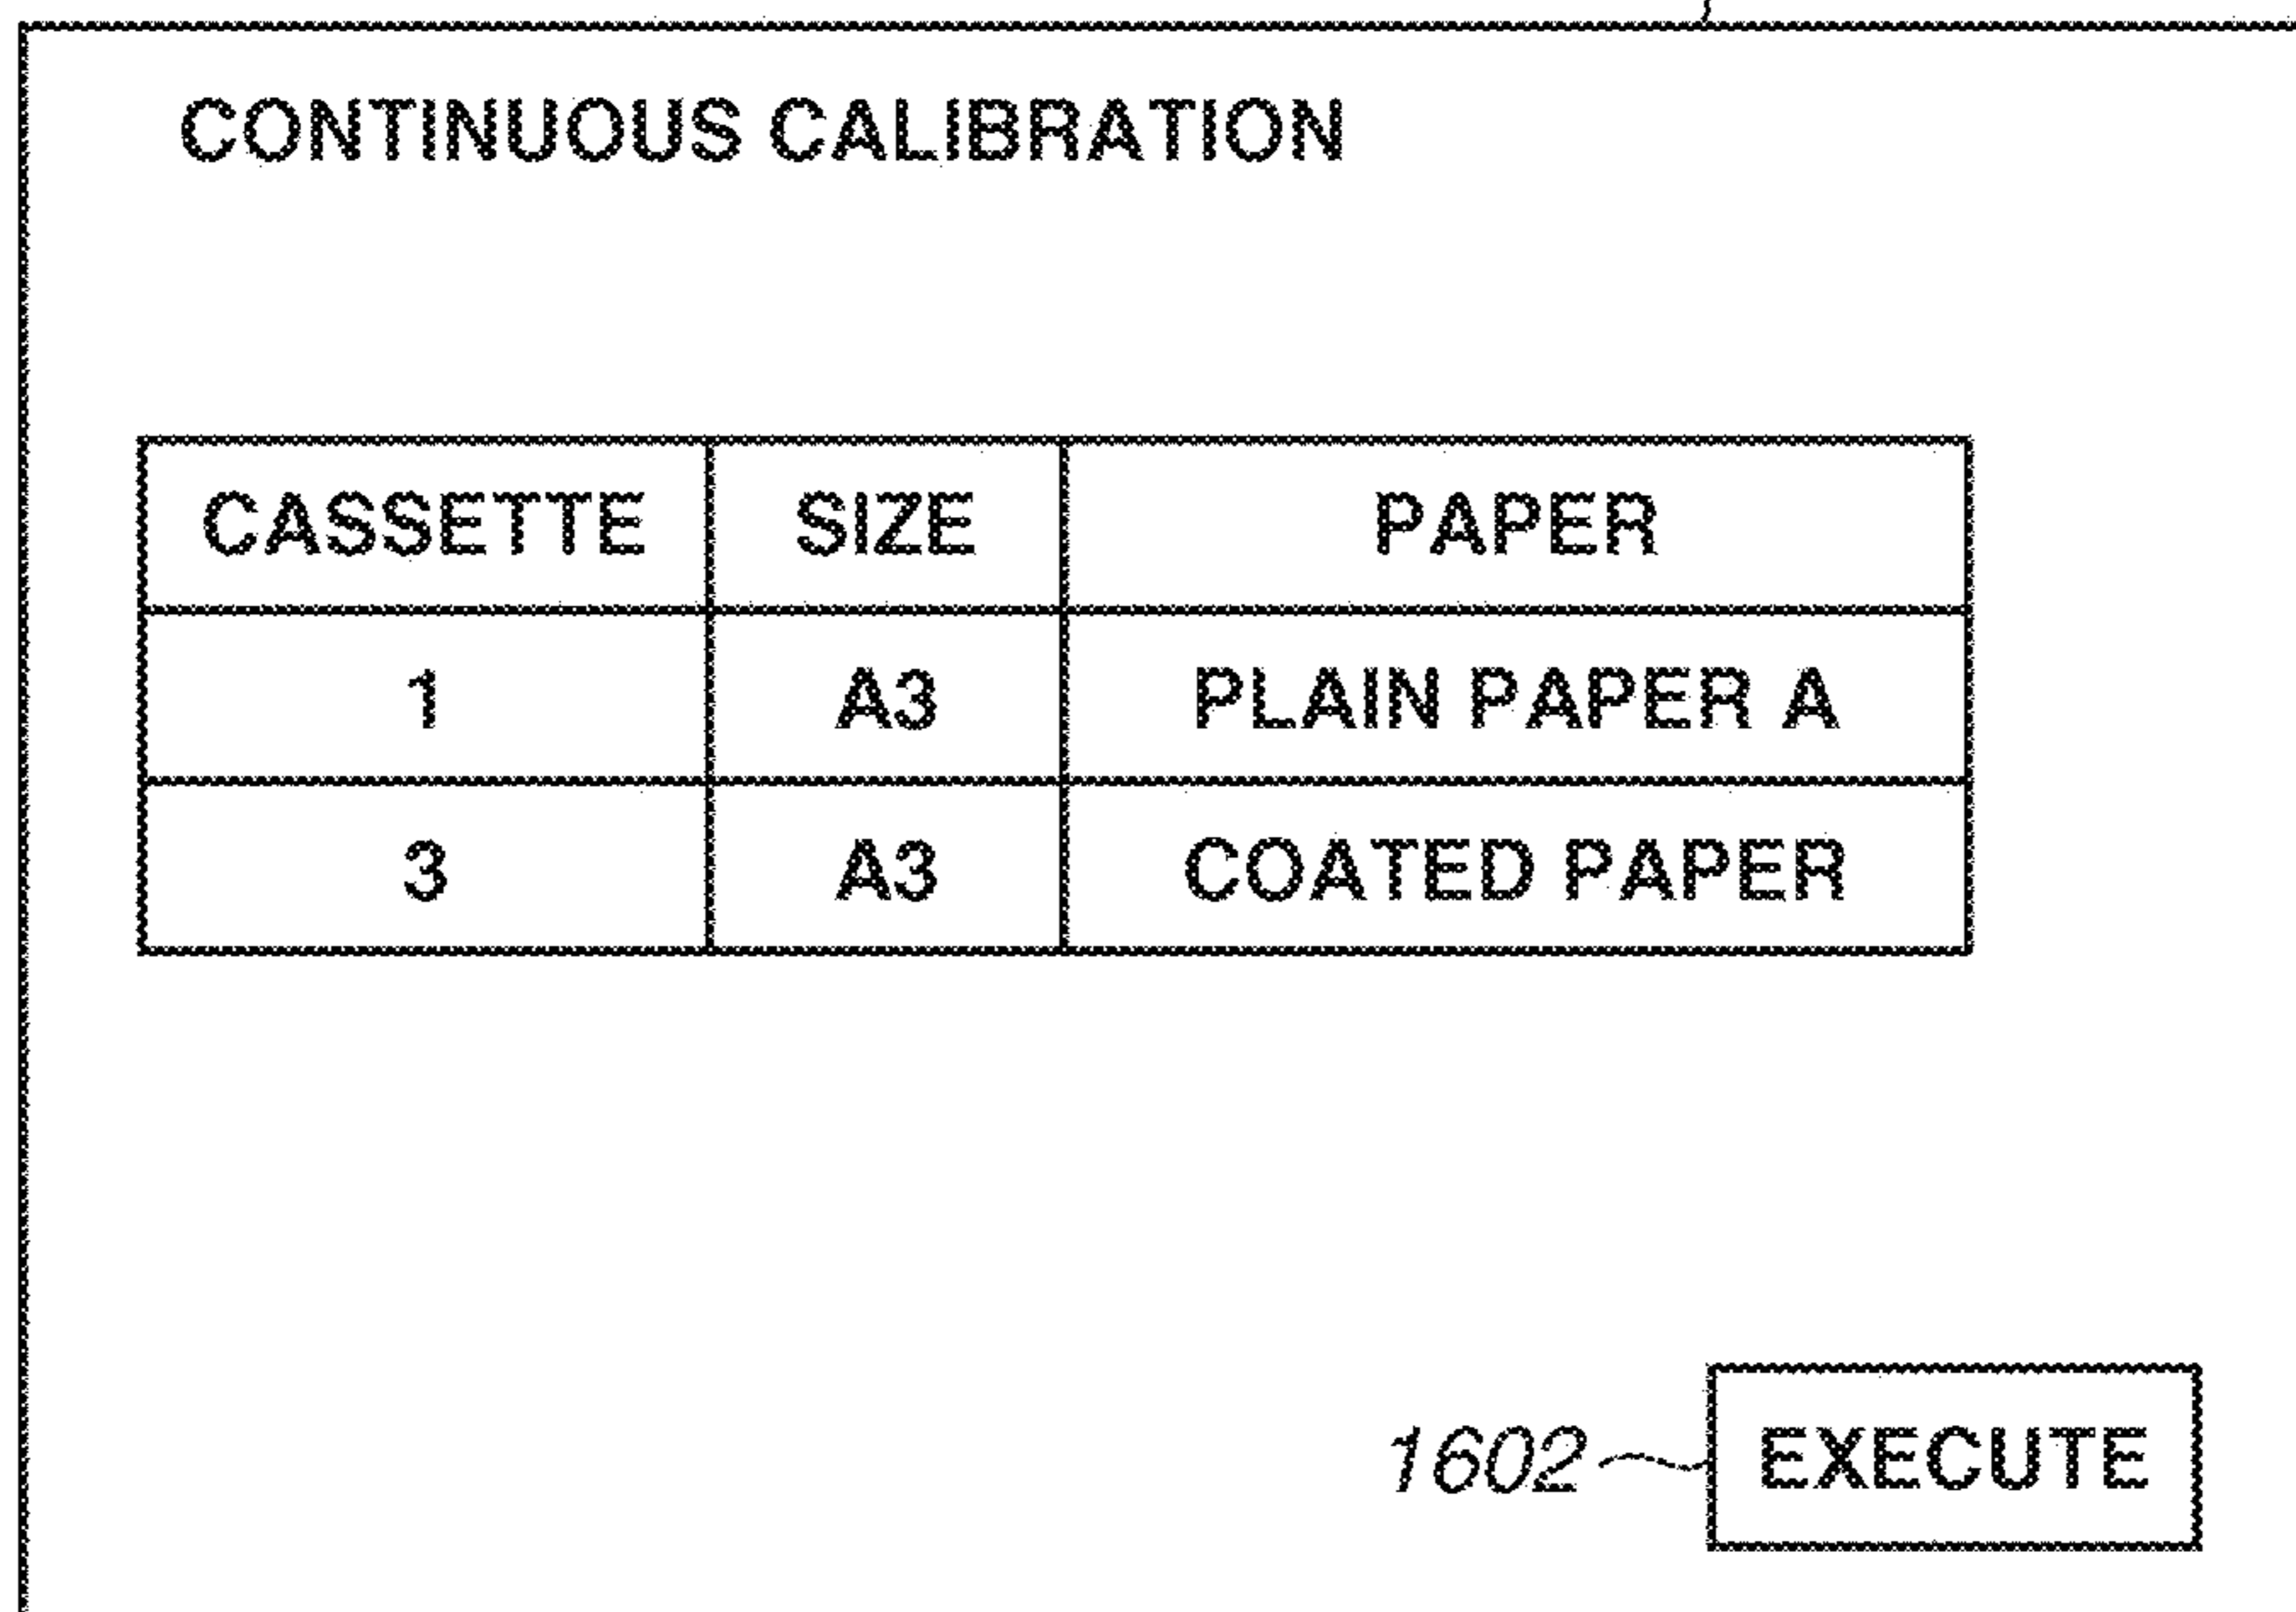 CONTINUOUS CALIBRATION
CASSETTE SIZE PAPER
1 A3 PLAIN PAPER A
3 A3 COATED PAPER
1602 EXECUTE